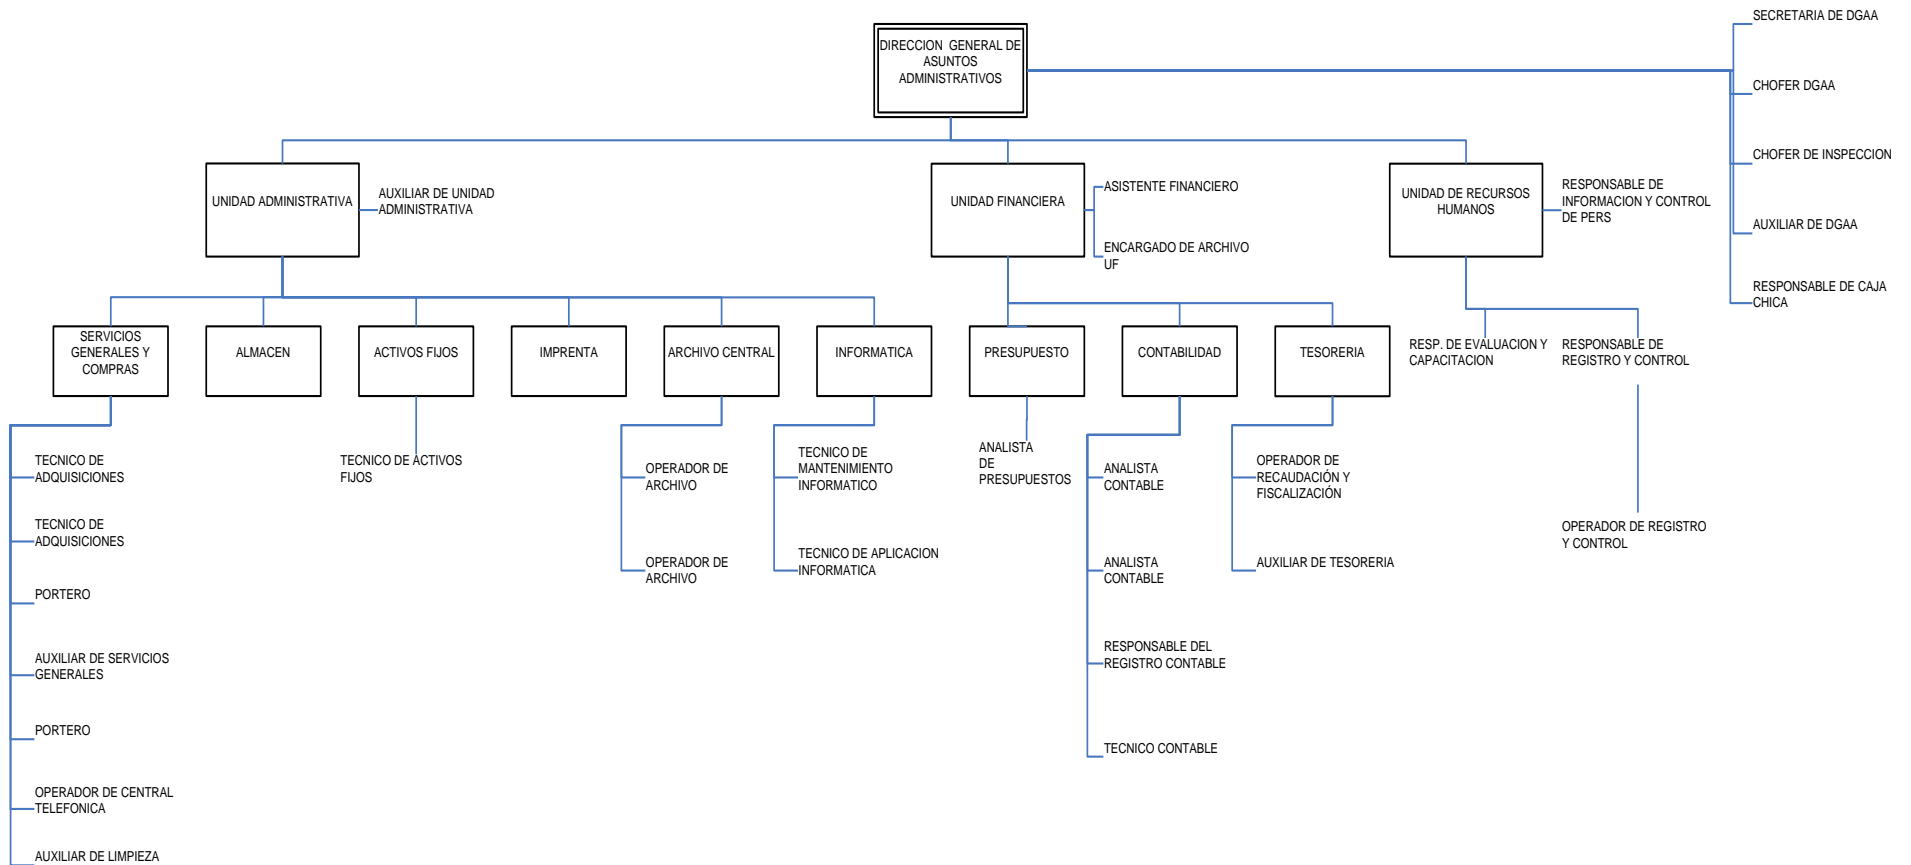 SECRETARIA DE DGAA
DIRECCION GENERAL DE
ASUNTOS
ADMINISTRATIVOS
CHOFER DGAA
CHOFER DE INSPECCION
AUXILIAR DE DGAA
RESPONSABLE DE CAJA
CHICA
UNIDAD ADMINISTRATIVA
AUXILIAR DE UNIDAD
ADMINISTRATIVA
UNIDAD FINANCIERA
ASISTENTE FINANCIERO
ENCARGADO DE ARCHIVO
UF
UNIDAD DE RECURSOS
HUMANOS
RESPONSABLE DE
INFORMACION Y CONTROL
DE PERS
SERVICIOS
GENERALES Y
COMPRAS
ALMACEN
ACTIVOS FIJOS
IMPRENTA
ARCHIVO CENTRAL
INFORMATICA
PRESUPUESTO
CONTABILIDAD
TESORERIA
RESP. DE EVALUACION Y
CAPACITACION
RESPONSABLE DE
REGISTRO Y CONTROL
TECNICO DE
ADQUISICIONES
TECNICO DE
ADQUISICIONES
PORTERO
AUXILIAR DE SERVICIOS
GENERALES
PORTERO
OPERADOR DE CENTRAL
TELEFONICA
AUXILIAR DE LIMPIEZA
TECNICO DE ACTIVOS
FIJOS
OPERADOR DE
ARCHIVO
OPERADOR DE
ARCHIVO
TECNICO DE
MANTENIMIENTO
INFORMATICO
TECNICO DE APLICACION
INFORMATICA
ANALISTA
DE
PRESUPUESTOS
ANALISTA
CONTABLE
ANALISTA
CONTABLE
RESPONSABLE DEL
REGISTRO CONTABLE
TECNICO CONTABLE
OPERADOR DE
RECAUDACIÓN Y
FISCALIZACIÓN
AUXILIAR DE TESORERIA
OPERADOR DE REGISTRO
Y CONTROL